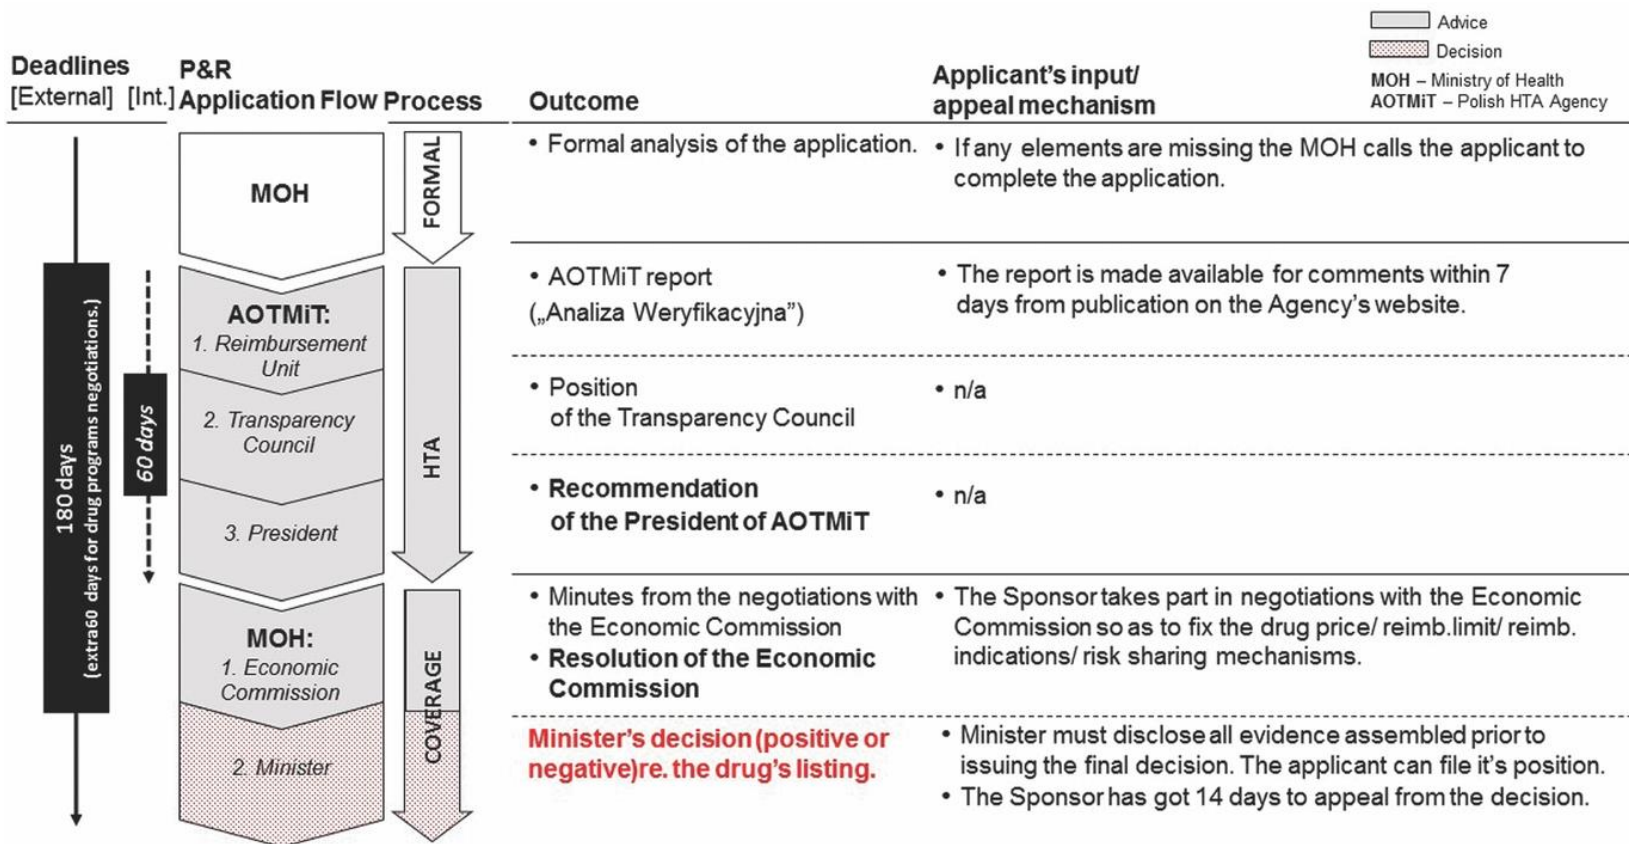 Advice
Decision
MOH – Ministry of Health
AOTMiT – Polish HTA Agency
Deadlines
[External] [Int.]
P&R
Application Flow Process
Outcome
Applicant's input/
appeal mechanism
MOH
FORMAL
• Formal analysis of the application.
• If any elements are missing the MOH calls the applicant to
complete the application.
180 days
(extra60 days for drug programs negotiations.)
60 days
AOTMiT:
1. Reimbursement
Unit
2. Transparency
Council
3. President
HTA
• AOTMiT report
(„Analiza Weryfikacyjna”)
• The report is made available for comments within 7
days from publication on the Agency's website.
• Position
of the Transparency Council
• n/a
• Recommendation
of the President of AOTMiT
• n/a
MOH:
1. Economic
Commission
2. Minister
COVERAGE
• Minutes from the negotiations with
the Economic Commission
• Resolution of the Economic
Commission
• The Sponsor takes part in negotiations with the Economic
Commission so as to fix the drug price/ reimb.limit/ reimb.
indications/ risk sharing mechanisms.
Minister's decision (positive or
negative)re. the drug's listing.
• Minister must disclose all evidence assembled prior to
issuing the final decision. The applicant can file it's position.
• The Sponsor has got 14 days to appeal from the decision.